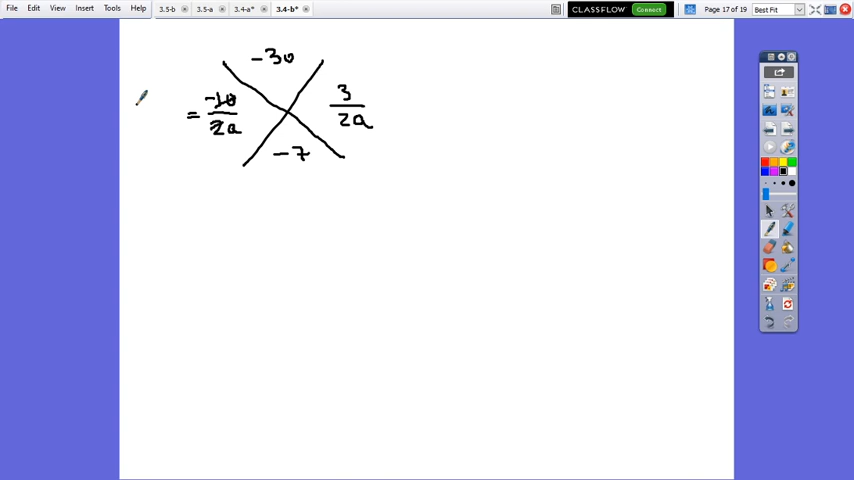 File Edit View Insert Tools Help 3.5-b 3.5-a 3.4-a* 3.4-b* CLASSFLOW Connect Page 17 of 19 Best Fit
-30
= -10/2a
3/2a
-7